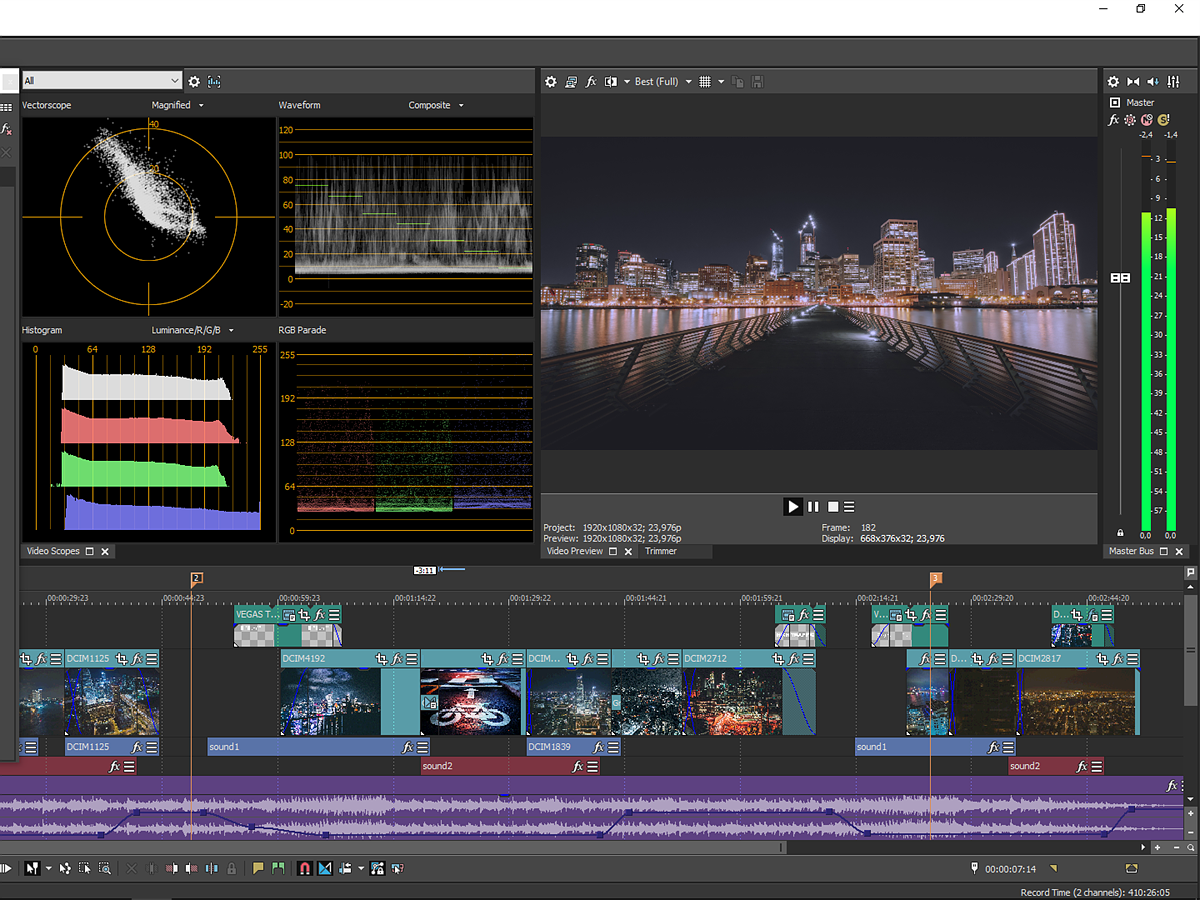 All
Best (Full)
Vectorscope
Magnified
Waveform
Composite
Master
-2,4 -1,4
40
120
100
80
60
40
20
0
-20
3
6
9
12
15
18
21
24
27
30
33
36
39
42
45
48
51
54
57
0,0 0,0
Histogram
Luminance/R/G/B
RGB Parade
0 64 128 192 255
255
192
128
64
0
Project: 1920x1080x32; 23,976p
Preview: 1920x1080x32; 23,976p
Frame: 182
Display: 668x376x32; 23,976
Video Scopes
Video Preview
Trimmer
Master Bus
-3:11
2
3
00:00:29:23 00:00:44:23 00:00:59:23 00:01:14:22 00:01:29:22 00:01:44:21 00:01:59:21 00:02:14:21 00:02:29:20 00:02:44:20
VEGAS T...
V...
D...
DCIM1125
DCIM4192
DCIM...
DCIM2712
D...
DCIM2817
DCIM1125
sound1
DCIM1839
sound1
sound2
sound2
00:00:07:14
Record Time (2 channels): 410:26:05